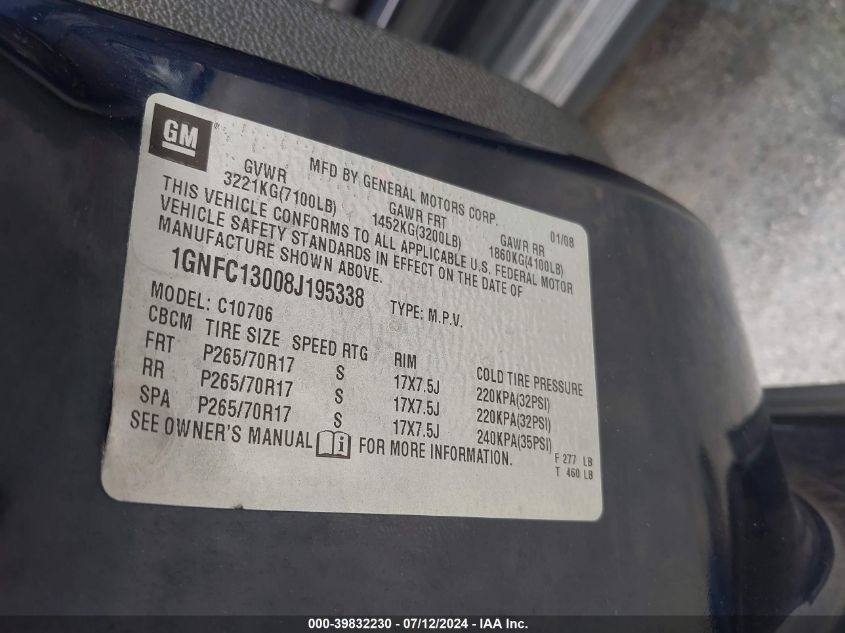 GM ®
MFD BY GENERAL MOTORS CORP. 01/08
GVWR GAWR FRT GAWR RR
3221KG(7100LB) 1452KG(3200LB) 1860KG(4100LB)
THIS VEHICLE CONFORMS TO ALL APPLICABLE U.S. FEDERAL MOTOR
VEHICLE SAFETY STANDARDS IN EFFECT ON THE DATE OF
MANUFACTURE SHOWN ABOVE.
1GNFC13008J195338 TYPE: M.P.V.
MODEL: C10706
CBCM TIRE SIZE SPEED RTG RIM COLD TIRE PRESSURE
FRT P265/70R17 S 17X7.5J 220KPA(32PSI)
RR P265/70R17 S 17X7.5J 220KPA(32PSI)
SPA P265/70R17 S 17X7.5J 240KPA(35PSI)
SEE OWNER'S MANUAL i FOR MORE INFORMATION.
F 277 LB
T 460 LB
000-39832230 - 07/12/2024 - IAA Inc.